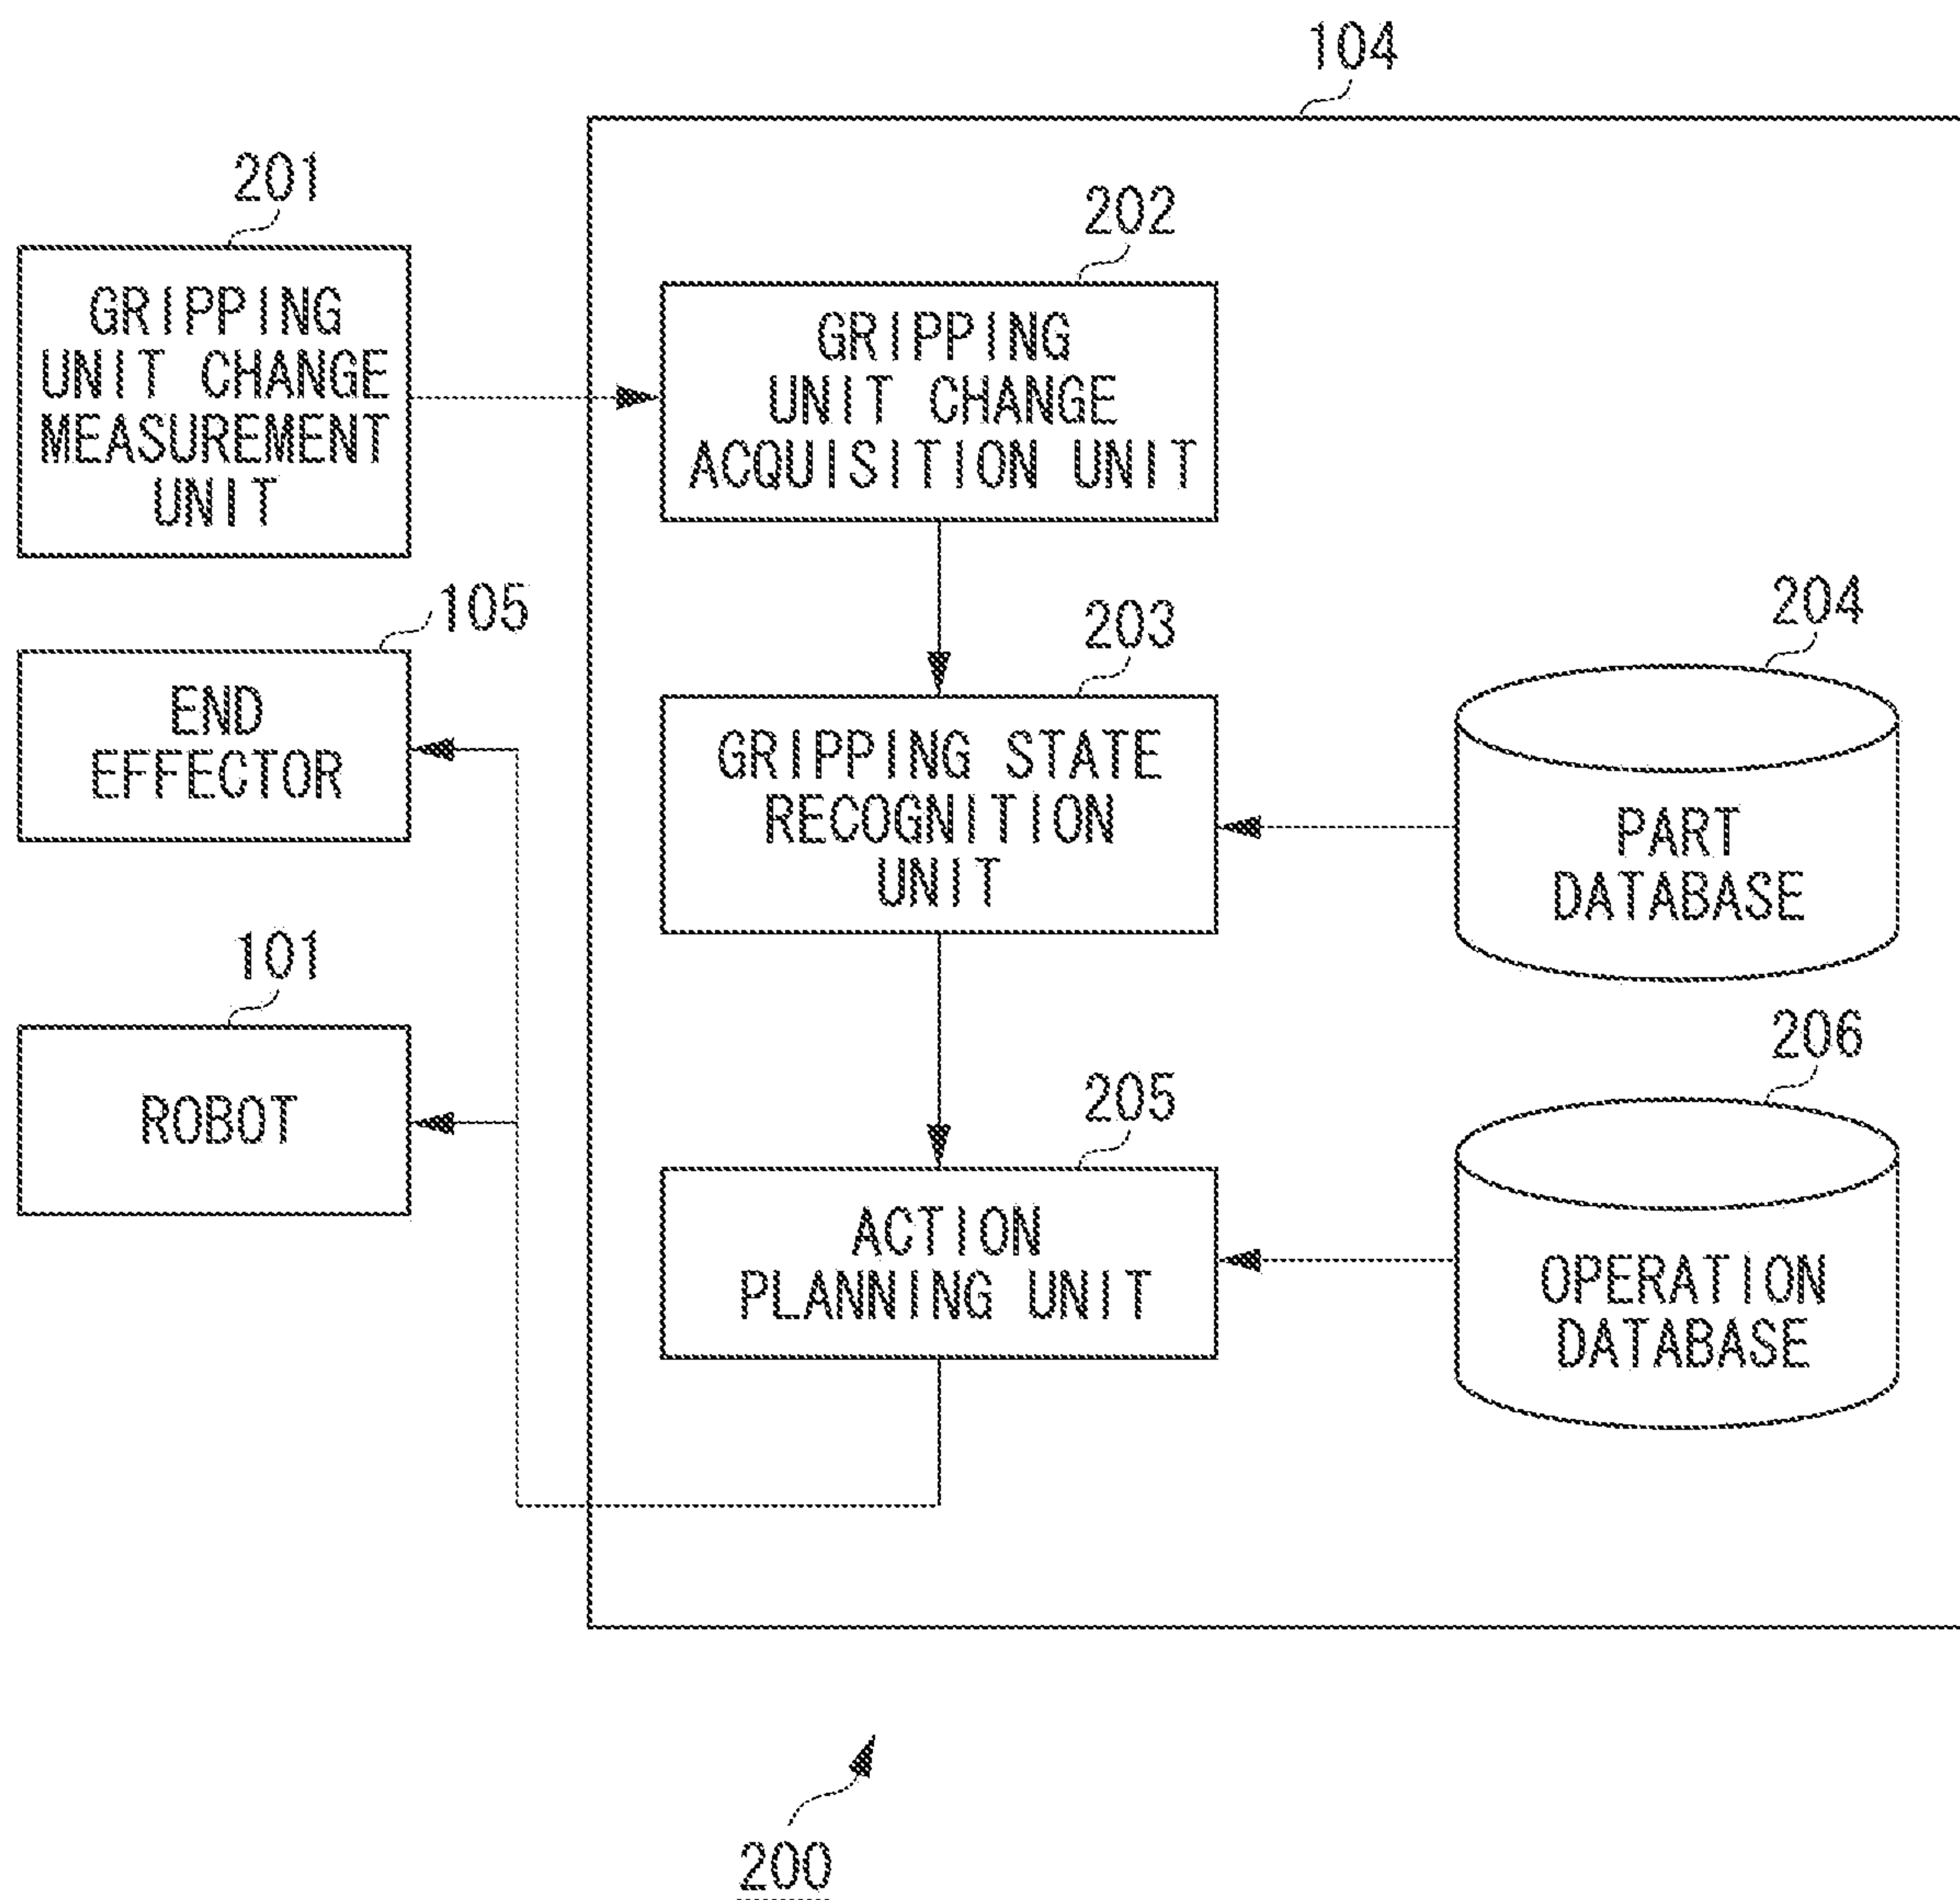 104
201
GRIPPING
UNIT CHANGE
MEASUREMENT
UNIT
202
GRIPPING
UNIT CHANGE
ACQUISITION UNIT
105
END
EFFECTOR
203
GRIPPING STATE
RECOGNITION
UNIT
204
PART
DATABASE
101
ROBOT
205
ACTION
PLANNING UNIT
206
OPERATION
DATABASE
200